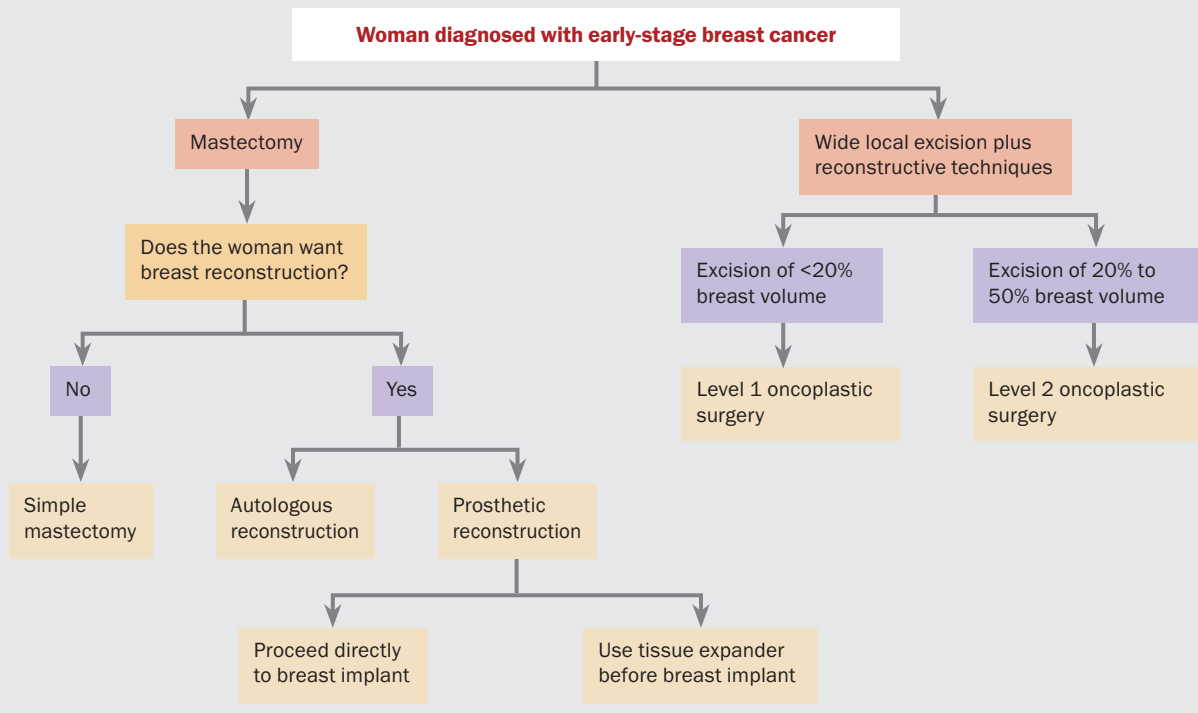 Woman diagnosed with early-stage breast cancer
Mastectomy
Wide local excision plus
reconstructive techniques
Does the woman want
breast reconstruction?
Excision of <20%
breast volume
Excision of 20% to
50% breast volume
No
Yes
Level 1 oncoplastic
surgery
Level 2 oncoplastic
surgery
Simple
mastectomy
Autologous
reconstruction
Prosthetic
reconstruction
Proceed directly
to breast implant
Use tissue expander
before breast implant